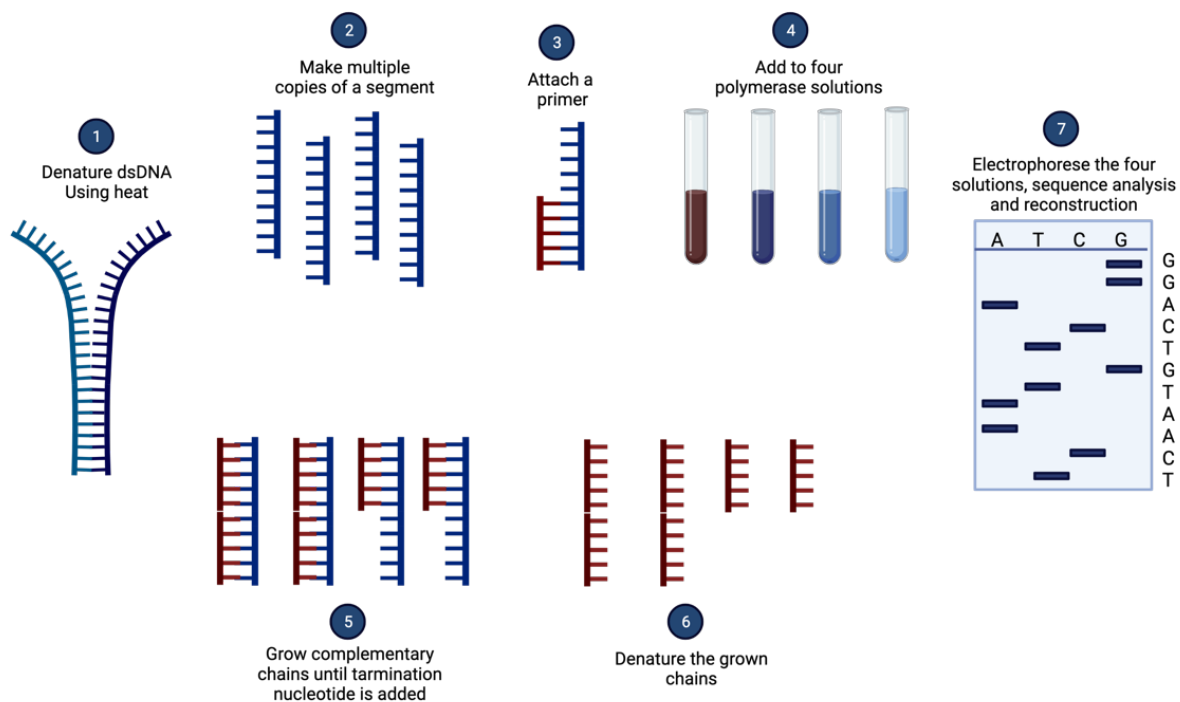 1
Denature dsDNA
Using heat
2
Make multiple
copies of a segment
3
Attach a
primer
4
Add to four
polymerase solutions
5
Grow complementary
chains until tarmination
nucleotide is added
6
Denature the grown
chains
7
Electrophorese the four
solutions, sequence analysis
and reconstruction
A T C G
G
G
A
C
T
G
T
A
A
C
T